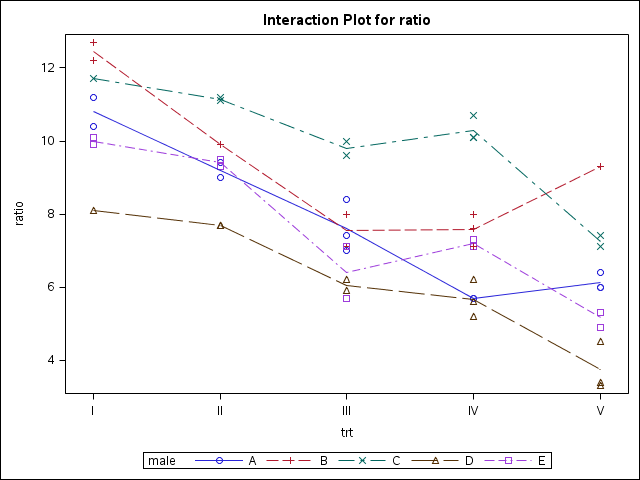 Interaction Plot for ratio
12
10
8
6
4
ratio
I II III IV V
trt
male A B C D E